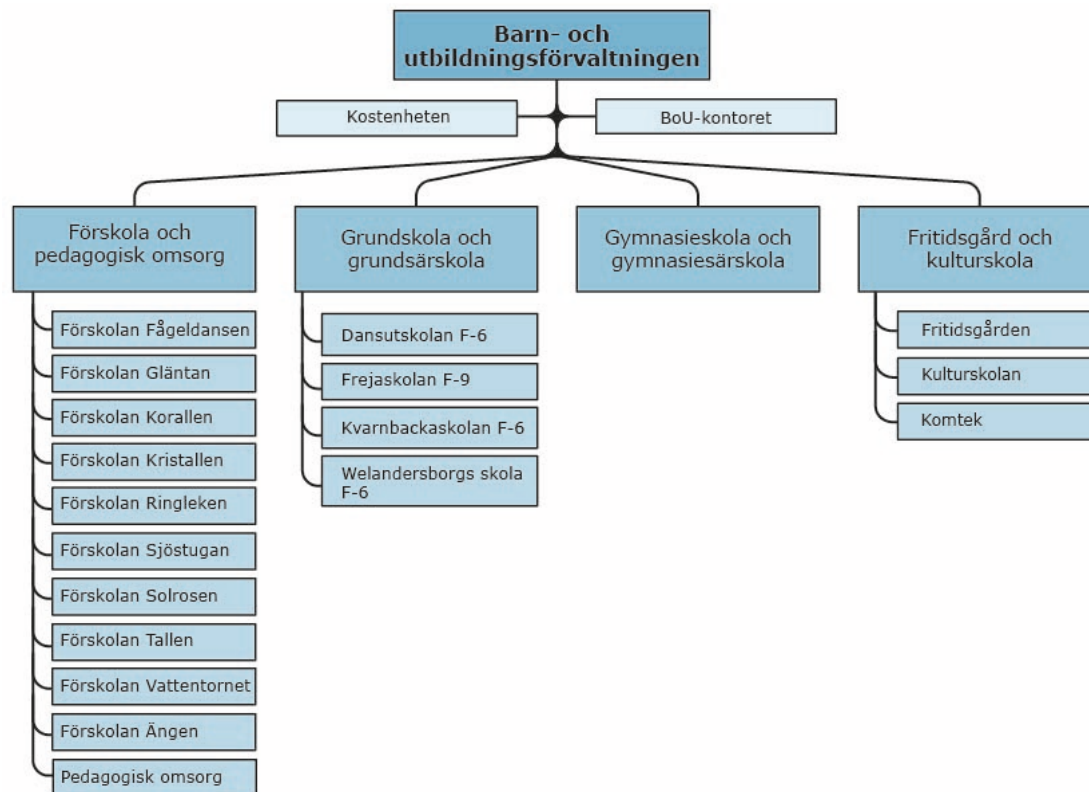 Barn- och
utbildningsförvaltningen
Kostenheten
BoU-kontoret
Förskola och
pedagogisk omsorg
Förskolan Fågeldansen
Förskolan Gläntan
Förskolan Korallen
Förskolan Kristallen
Förskolan Ringleken
Förskolan Sjöstugan
Förskolan Solrosen
Förskolan Tallen
Förskolan Vattentornet
Förskolan Ängen
Pedagogisk omsorg
Grundskola och
grundsärskola
Dansutskolan F-6
Frejaskolan F-9
Kvarnbackaskolan F-6
Welandersborgs skola
F-6
Gymnasieskola och
gymnasiesärskola
Fritidsgård och
kulturskola
Fritidsgården
Kulturskolan
Komtek